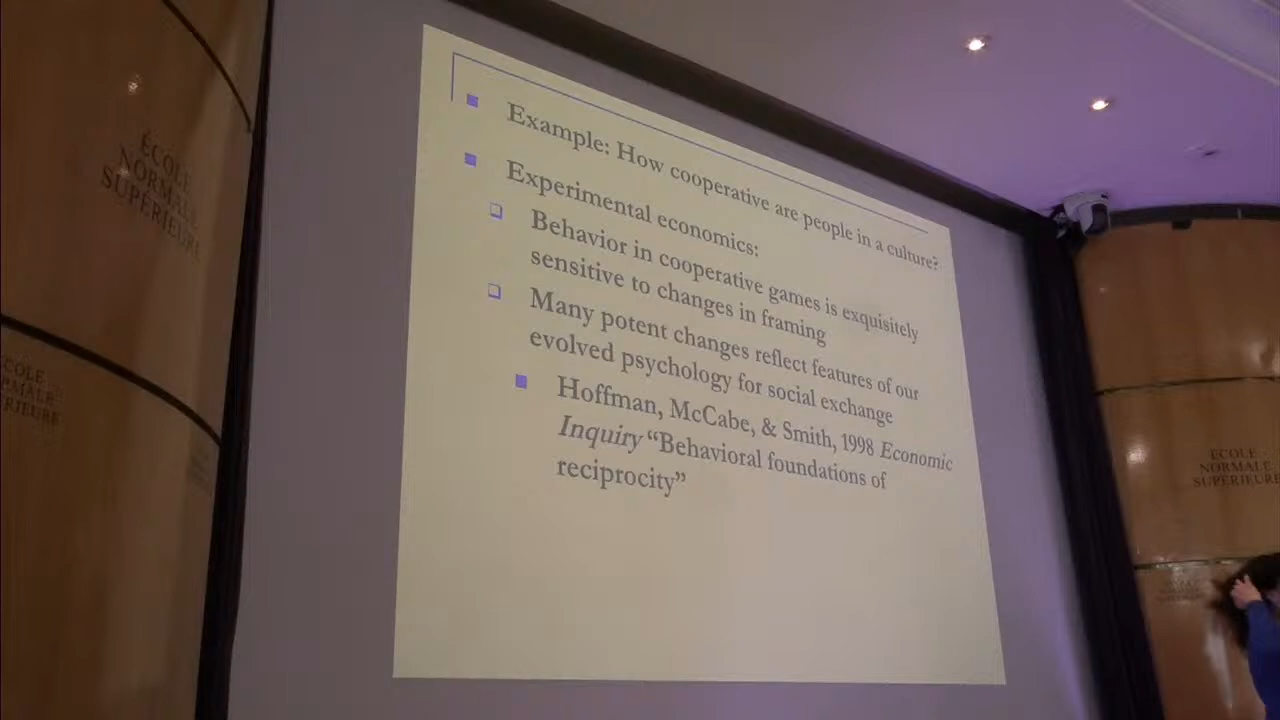 ÉCOLE
NORMALE
SUPÉRIEURE
Example: How cooperative are people in a culture?
Experimental economics:
Behavior in cooperative games is exquisitely
sensitive to changes in framing
Many potent changes reflect features of our
evolved psychology for social exchange
Hoffman, McCabe, & Smith, 1998 Economic
Inquiry “Behavioral foundations of
reciprocity”
ÉCOLE
NORMALE
SUPÉRIEURE